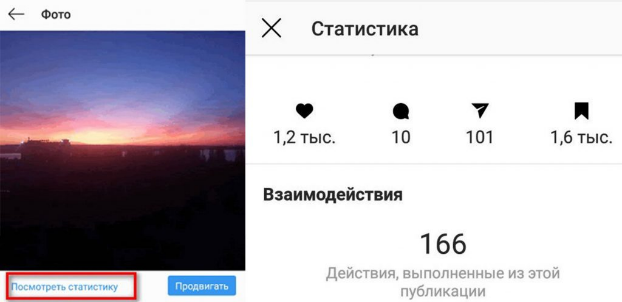 Фото
Посмотреть статистику
Продвигать
Статистика
1,2 тыс.
10
101
1,6 тыс.
Взаимодействия
166
Действия, выполненные из этой
публикации